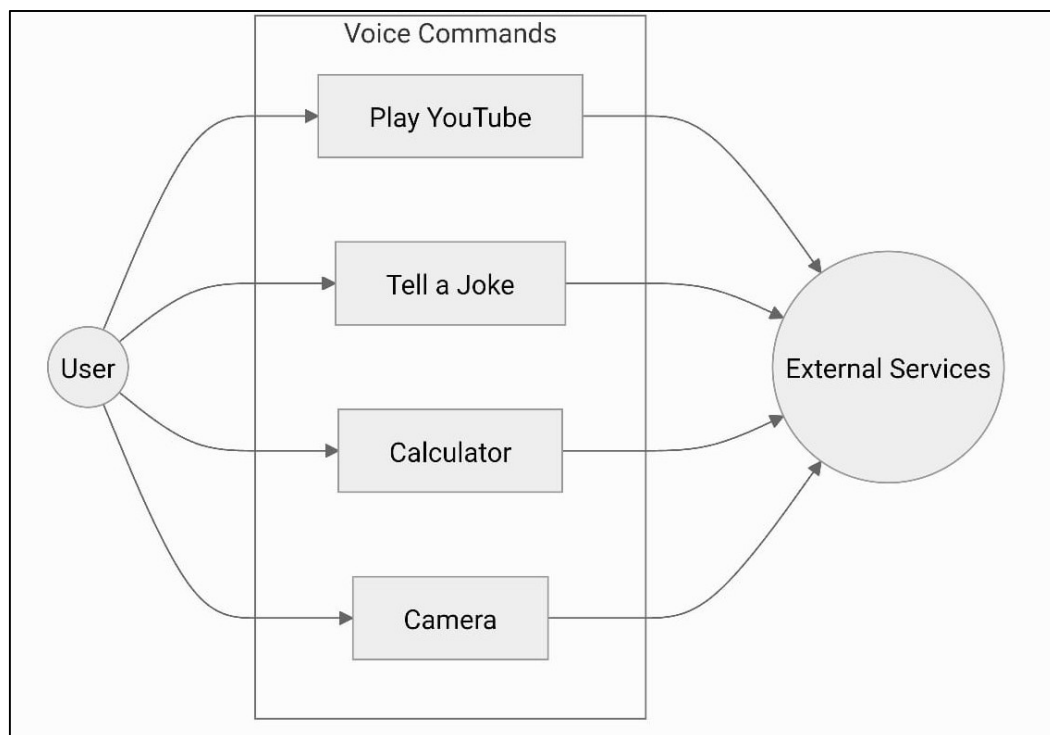 Voice Commands
Play YouTube
Tell a Joke
User
External Services
Calculator
Camera